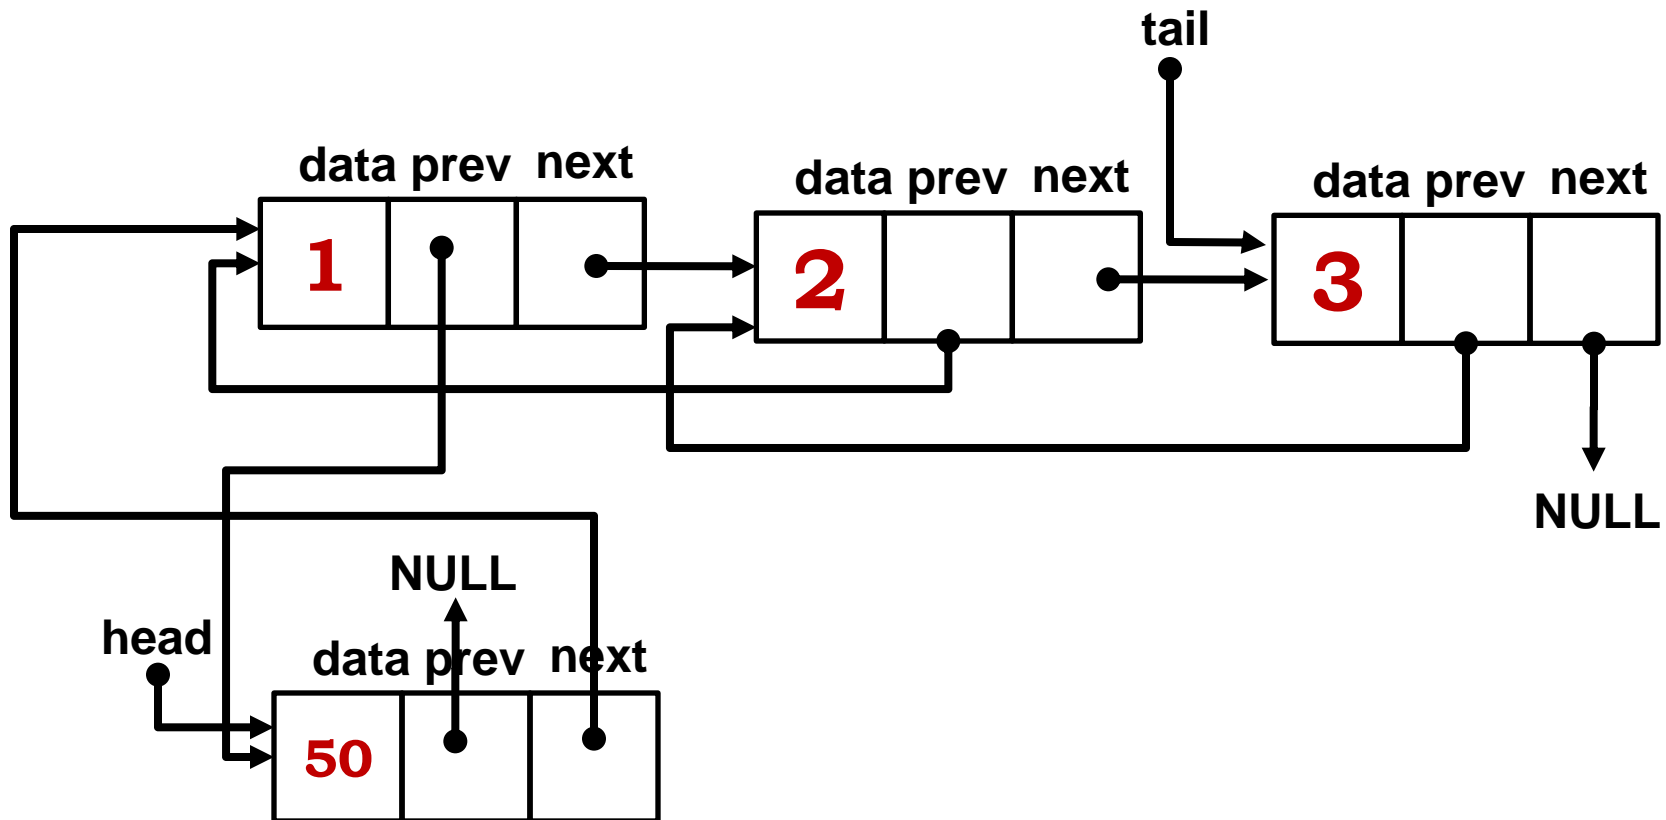 tail
data prev next
data prev next
data prev next
1
2
3
NULL
NULL
head
data prev next
50